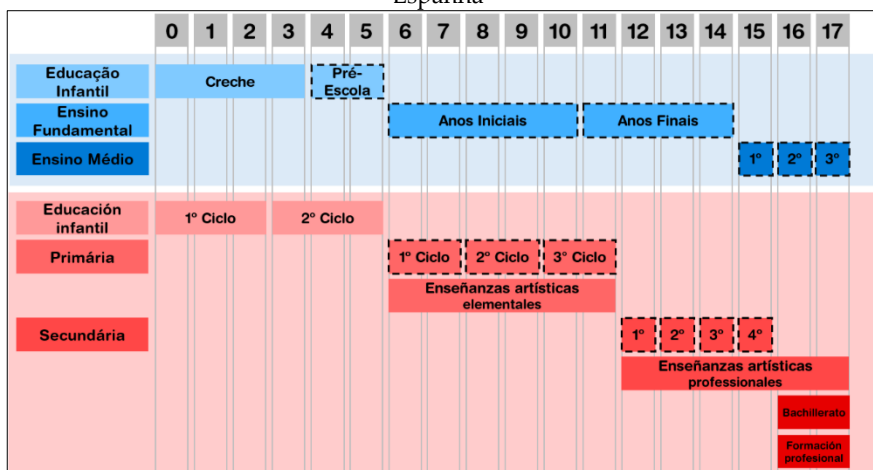 Espanha
0 1 2 3 4 5 6 7 8 9 10 11 12 13 14 15 16 17
Educação
Infantil
Creche
Pré-
Escola
Ensino
Fundamental
Anos Iniciais
Anos Finais
Ensino Médio
1º
2º
3º
Educación
infantil
1º Ciclo
2º Ciclo
Primária
1º Ciclo
2º Ciclo
3° Ciclo
Enseñanzas artísticas
elementales
Secundária
1º
2º
3º
4º
Enseñanzas artísticas
professionales
Bachillerato
Formación
profesional